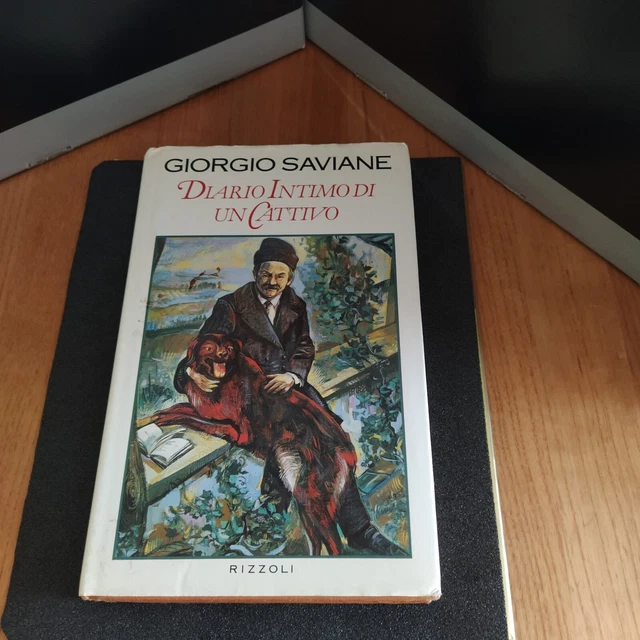 GIORGIO SAVIANE
DIARIO INTIMO DI
UN CATTIVO
RIZZOLI